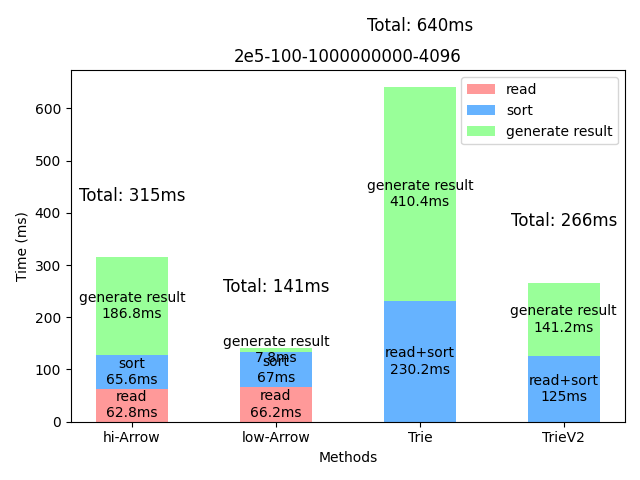 Total: 640ms
2e5-100-1000000000-4096
read
sort
generate result
Time (ms)
600
500
400
300
200
100
0
Total: 315ms
generate result
186.8ms
sort
65.6ms
read
62.8ms
Total: 141ms
generate result
7.8ms
sort
67ms
read
66.2ms
generate result
410.4ms
read+sort
230.2ms
Total: 266ms
generate result
141.2ms
read+sort
125ms
hi-Arrow
low-Arrow
Trie
TrieV2
Methods